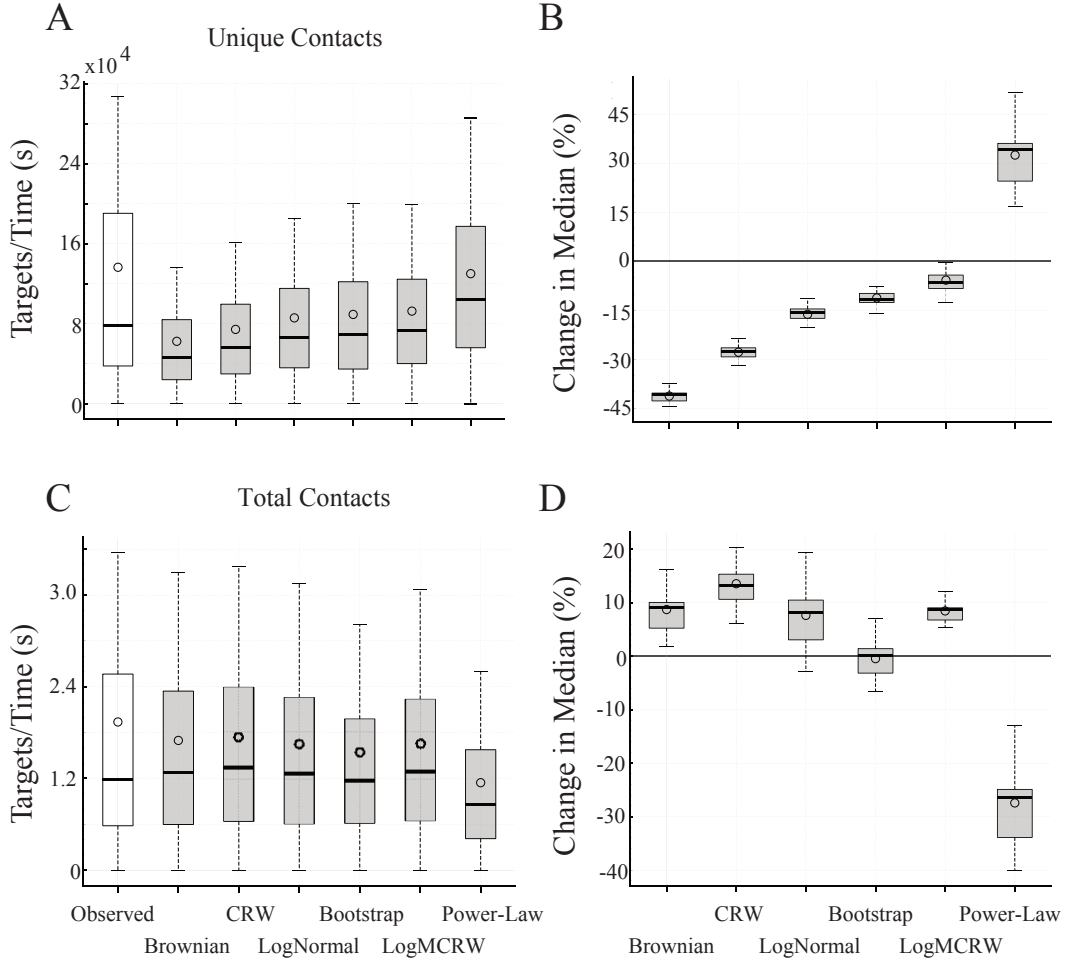 A
Unique Contacts
x10⁴
32
24
16
8
0
Targets/Time (s)
B
45
30
15
0
-15
-30
-45
Change in Median (%)
C
Total Contacts
3.0
2.4
1.2
0
Targets/Time (s)
Observed
Brownian
CRW
LogNormal
Bootstrap
LogMCRW
Power-Law
D
20
10
0
-10
-20
-30
-40
Change in Median (%)
Brownian
CRW
LogNormal
Bootstrap
LogMCRW
Power-Law